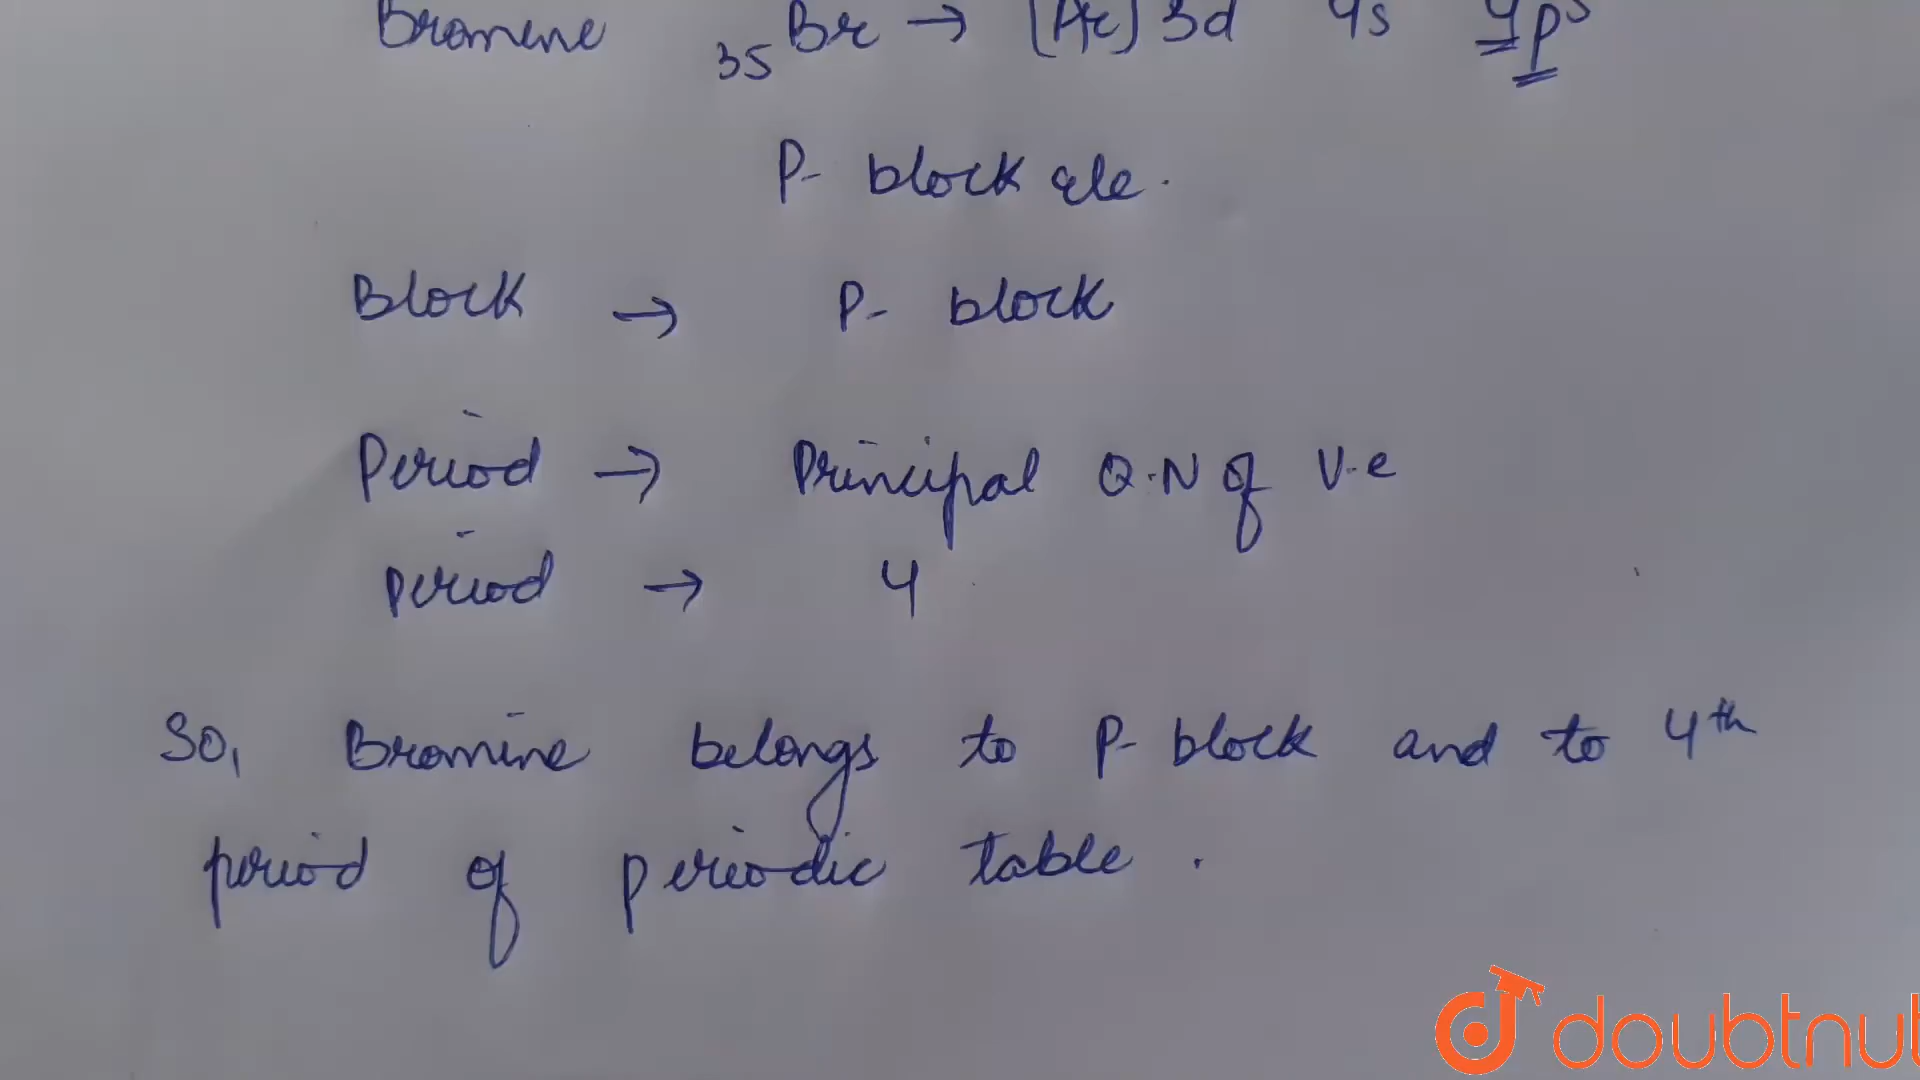 Bromine 35Br → [Ar] 3d 4s 4p5
P- block ele.
Block → P- block
Period → Principal Q.N of V.e
period → 4
So, Bromine belongs to P- block and to 4th
period of periodic table.
doubtnut